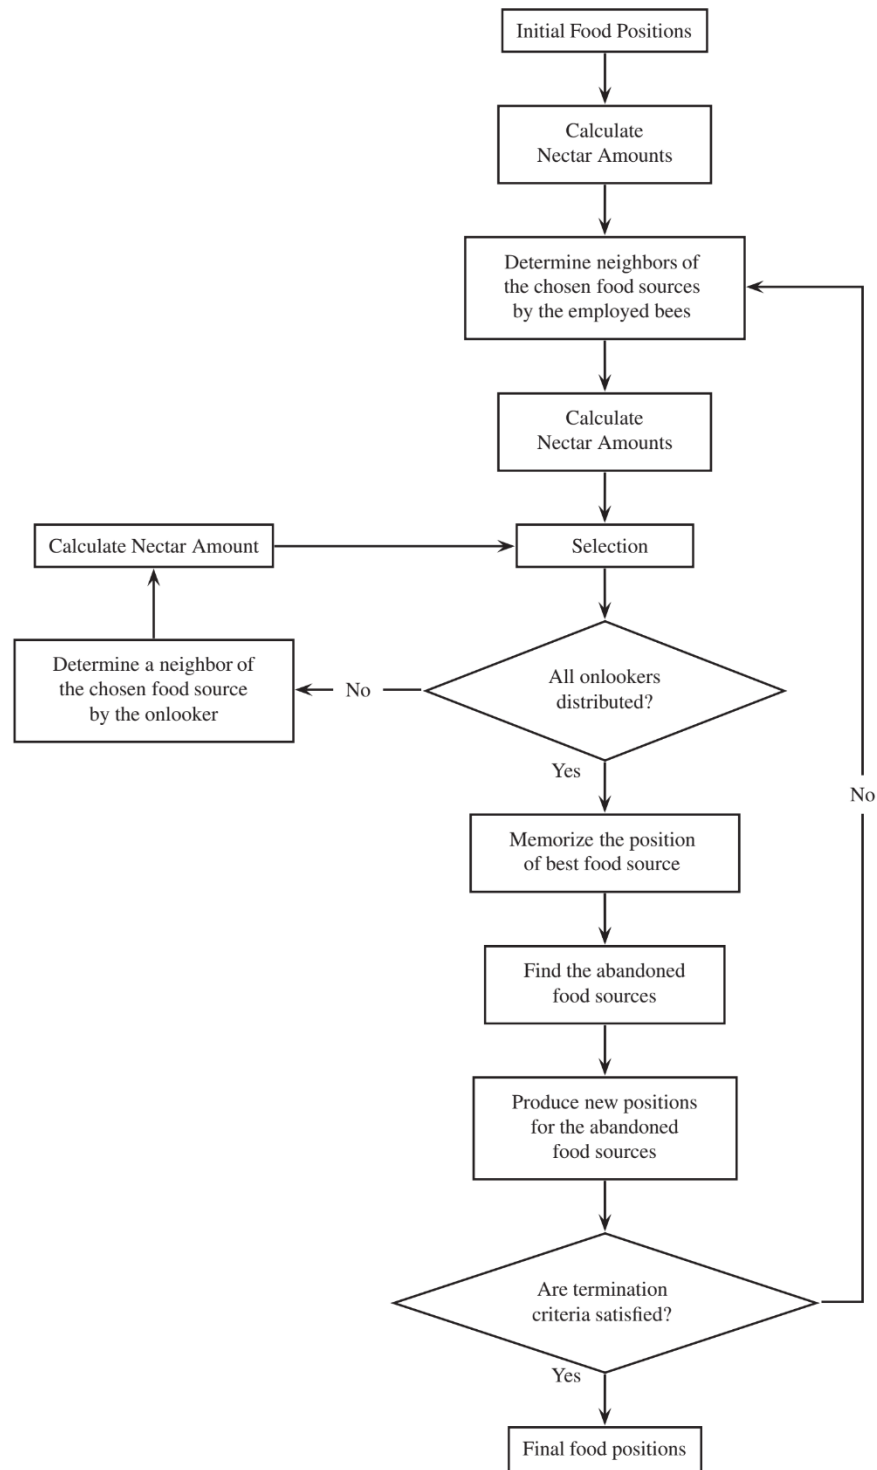 Initial Food Positions
Calculate
Nectar Amounts
Determine neighbors of
the chosen food sources
by the employed bees
Calculate
Nectar Amounts
Calculate Nectar Amount
Selection
Determine a neighbor of
the chosen food source
by the onlooker
No
All onlookers
distributed?
Yes
No
Memorize the position
of best food source
Find the abandoned
food sources
Produce new positions
for the abandoned
food sources
Are termination
criteria satisfied?
Yes
Final food positions